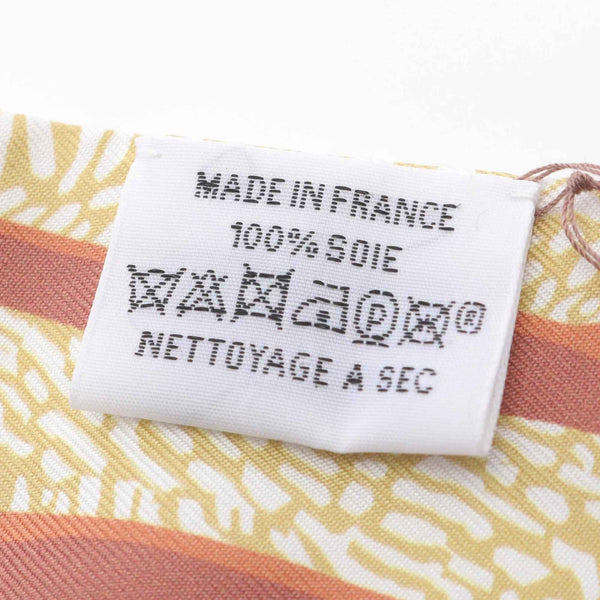 MADE IN FRANCE
100% SOIE
P ®
NETTOYAGE A SEC